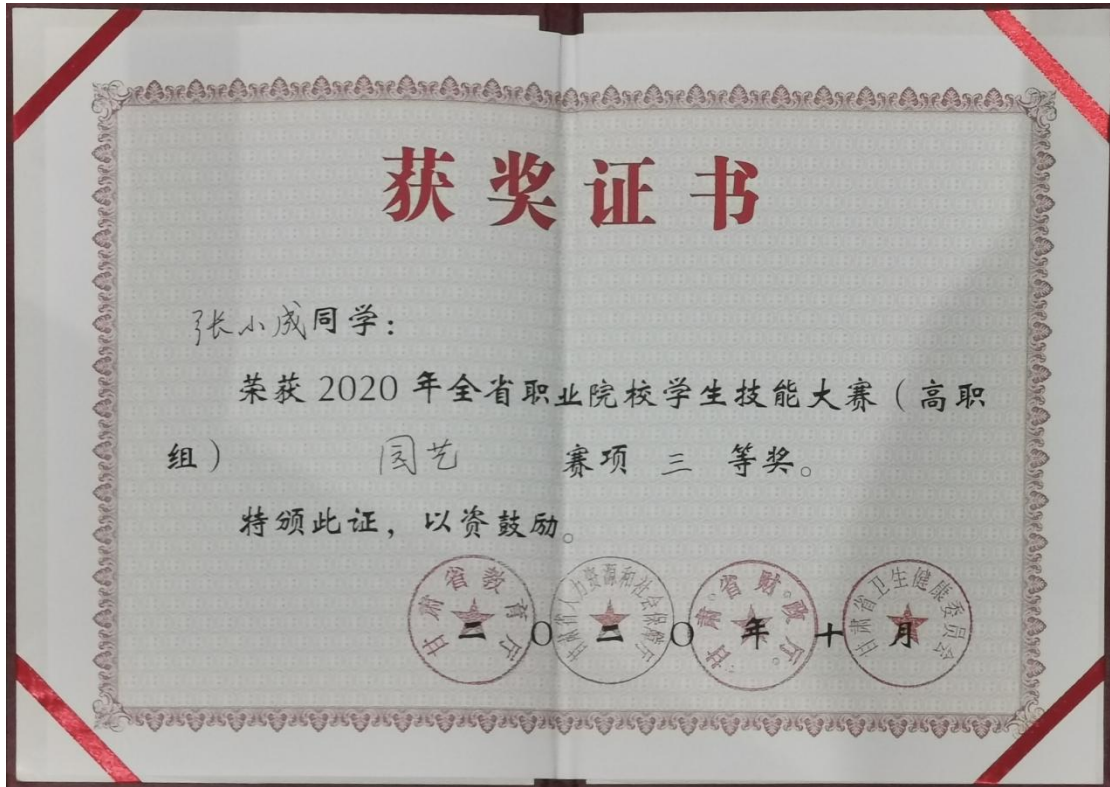 获奖证书
张小成同学:
荣获 2020 年全省职业院校学生技能大赛(高职
组) 园艺 赛项 三 等奖。
特颁此证,以资鼓励。
甘肃省教育厅
甘肃省人力资源和社会保障厅
甘肃省财政厅
甘肃省卫生健康委员会
二〇二〇年十月